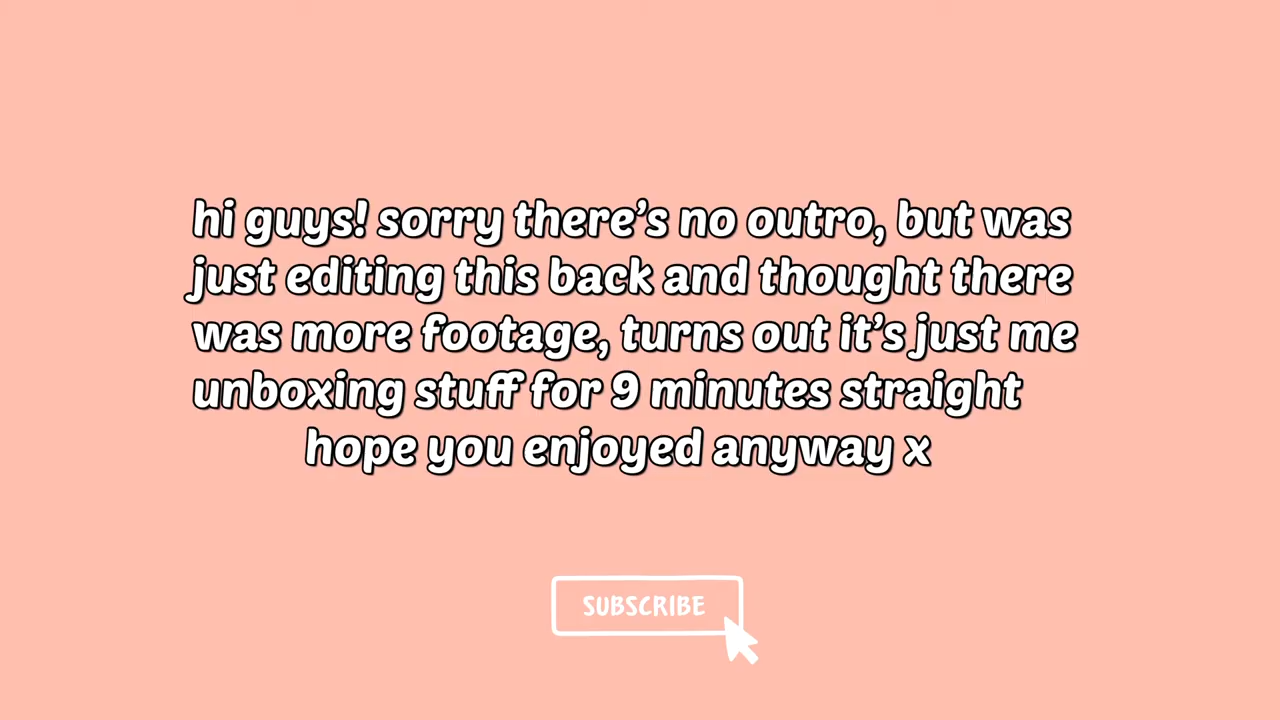 hi guys! sorry there's no outro, but was
just editing this back and thought there
was more footage, turns out it's just me
unboxing stuff for 9 minutes straight
hope you enjoyed anyway x
SUBSCRIBE